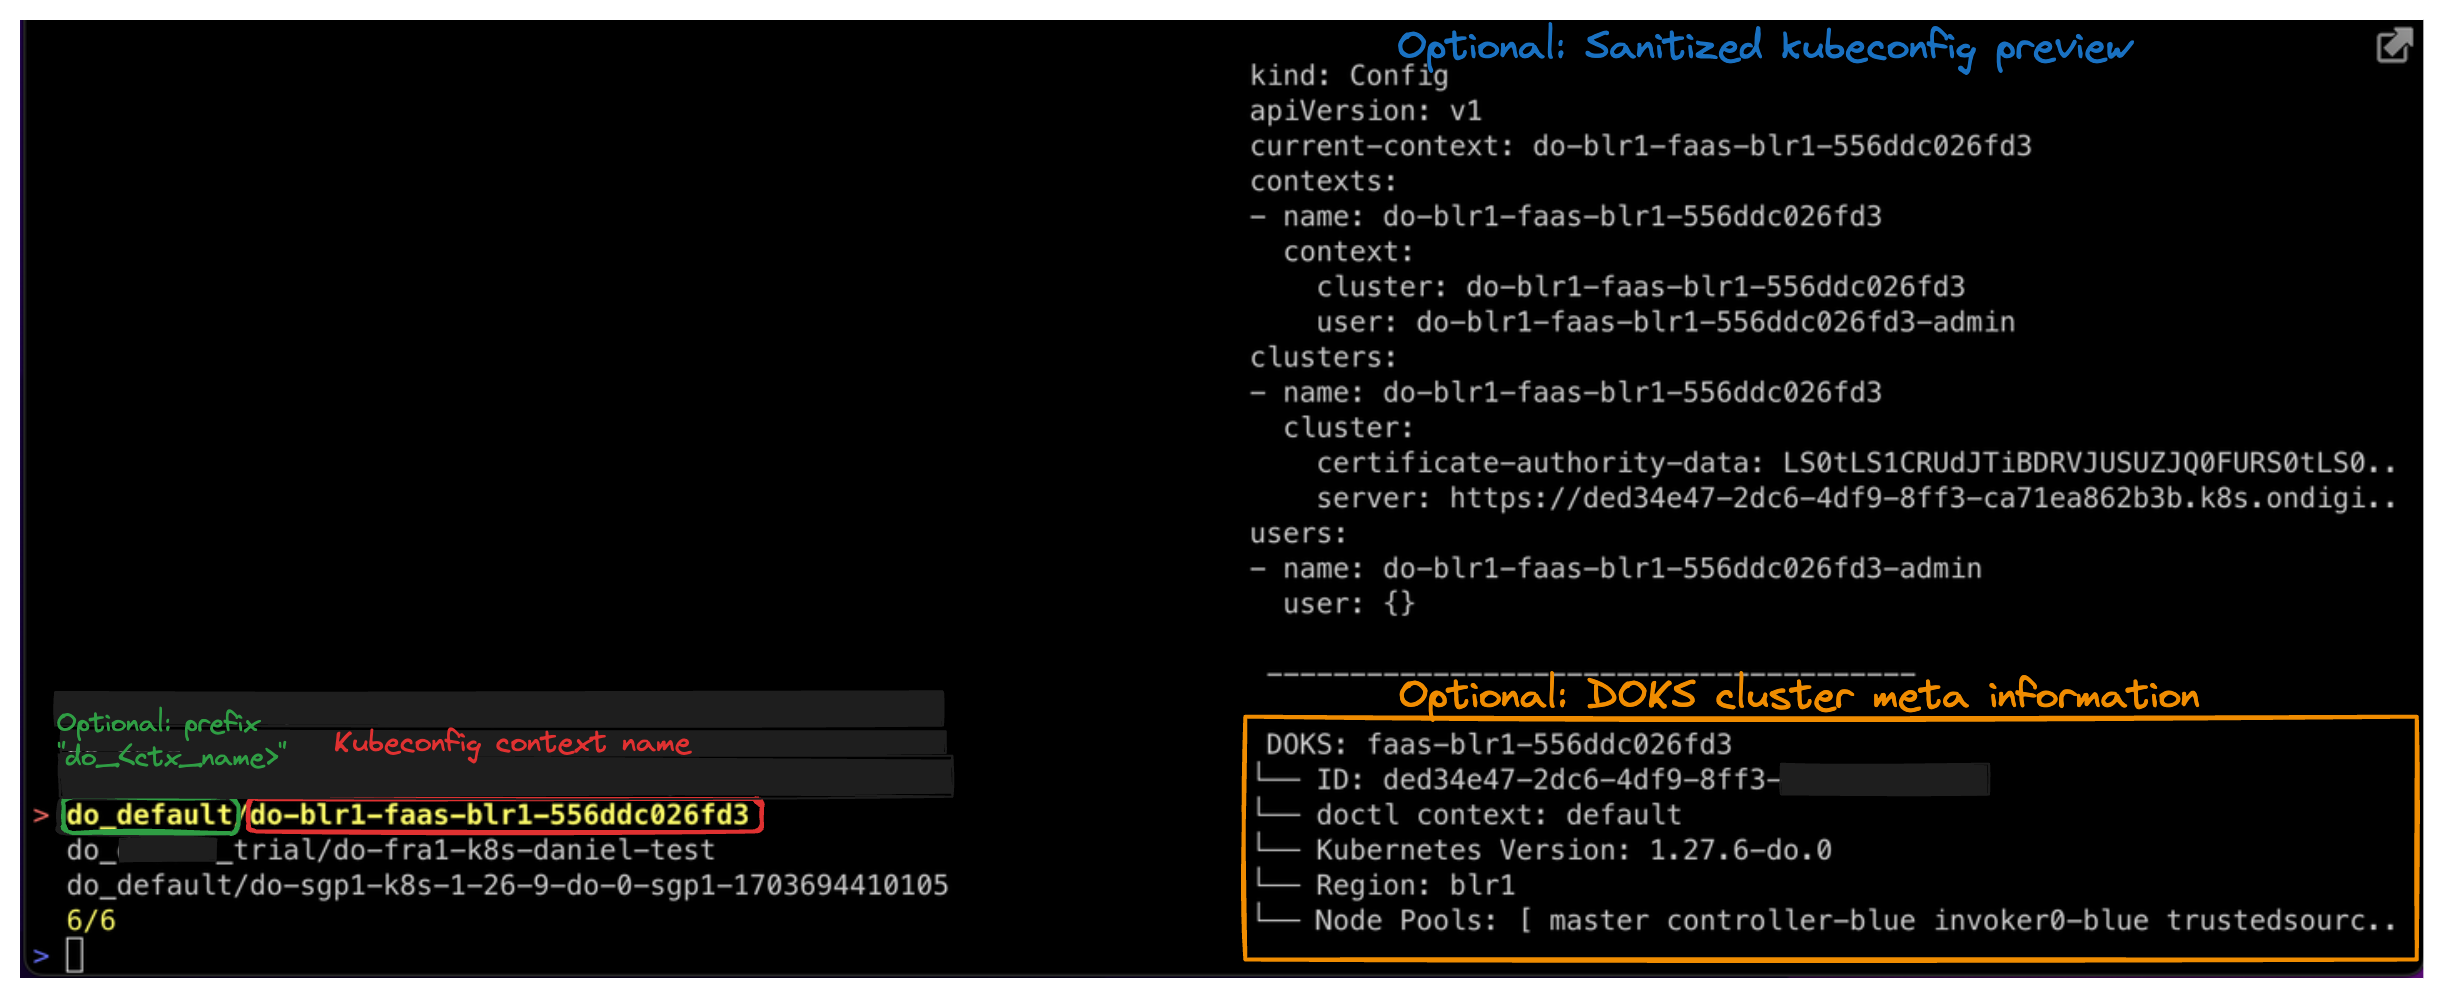 Optional: Sanitized kubeconfig preview
kind: Config
apiVersion: v1
current-context: do-blr1-faas-blr1-556ddc026fd3
contexts:
- name: do-blr1-faas-blr1-556ddc026fd3
  context:
    cluster: do-blr1-faas-blr1-556ddc026fd3
    user: do-blr1-faas-blr1-556ddc026fd3-admin
clusters:
- name: do-blr1-faas-blr1-556ddc026fd3
  cluster:
    certificate-authority-data: LS0tLS1CRUdJTiBDRVJUSUZJQ0FURS0tLS0..
    server: https://ded34e47-2dc6-4df9-8ff3-ca71ea862b3b.k8s.ondigi..
users:
- name: do-blr1-faas-blr1-556ddc026fd3-admin
  user: {}
---------------------------------------
Optional: DOKS cluster meta information
DOKS: faas-blr1-556ddc026fd3
└── ID: ded34e47-2dc6-4df9-8ff3-
└── doctl context: default
└── Kubernetes Version: 1.27.6-do.0
└── Region: blr1
└── Node Pools: [ master controller-blue invoker0-blue trustedsourc..
Optional: prefix
"do_<ctx_name>"
Kubeconfig context name
> do_default/do-blr1-faas-blr1-556ddc026fd3
do_ _trial/do-fra1-k8s-daniel-test
do_default/do-sgp1-k8s-1-26-9-do-0-sgp1-1703694410105
6/6
>